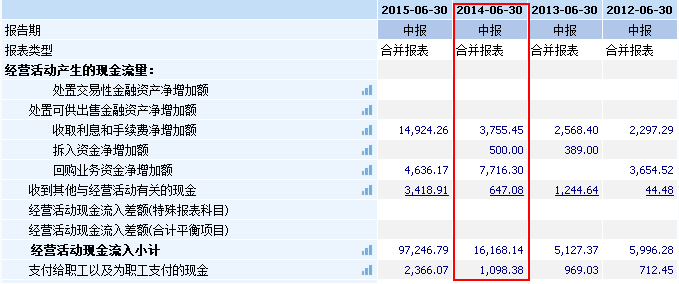 2015-06-30 2014-06-30 2013-06-30 2012-06-30
报告期 中报 中报 中报 中报
报表类型 合并报表 合并报表 合并报表 合并报表
经营活动产生的现金流量：
处置交易性金融资产净增加额
处置可供出售金融资产净增加额
收取利息和手续费净增加额 14,924.26 3,755.45 2,568.40 2,297.29
拆入资金净增加额 500.00 389.00
回购业务资金净增加额 4,636.17 7,716.30 3,654.52
收到其他与经营活动有关的现金 3,418.91 647.08 1,244.64 44.48
经营活动现金流入差额(特殊报表科目)
经营活动现金流入差额(合计平衡项目)
经营活动现金流入小计 97,246.79 16,168.14 5,127.37 5,996.28
支付给职工以及为职工支付的现金 2,366.07 1,098.38 969.03 712.45